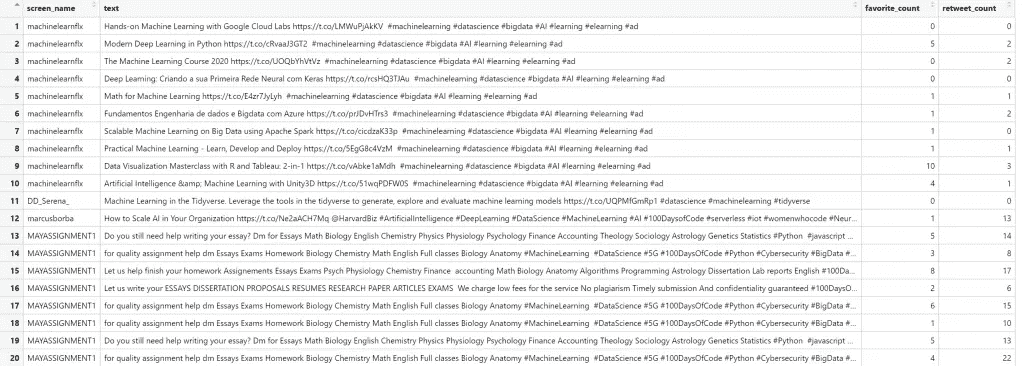 screen_name text favorite_count retweet_count
1 machinelearnflx Hands-on Machine Learning with Google Cloud Labs https://t.co/LMWuPjAkKV #machinelearning #datascience #bigdata #AI #learning #elearning #ad 0 0
2 machinelearnflx Modern Deep Learning in Python https://t.co/cRvaaJ3GT2 #machinelearning #datascience #bigdata #AI #learning #elearning #ad 5 2
3 machinelearnflx The Machine Learning Course 2020 https://t.co/UOQbYhVtVz #machinelearning #datascience #bigdata #AI #learning #elearning #ad 0 2
4 machinelearnflx Deep Learning: Criando a sua Primeira Rede Neural com Keras https://t.co/rcsHQ3TJAu #machinelearning #datascience #bigdata #AI #learning #elearning #ad 0 0
5 machinelearnflx Math for Machine Learning https://t.co/E4zr7JyLyh #machinelearning #datascience #bigdata #AI #learning #elearning #ad 1 1
6 machinelearnflx Fundamentos Engenharia de dados e Bigdata com Azure https://t.co/prJDvHTrs3 #machinelearning #datascience #bigdata #AI #learning #elearning #ad 1 2
7 machinelearnflx Scalable Machine Learning on Big Data using Apache Spark https://t.co/cicdzaK33p #machinelearning #datascience #bigdata #AI #learning #elearning #ad 1 0
8 machinelearnflx Practical Machine Learning - Learn, Develop and Deploy https://t.co/5EgG8c4VzM #machinelearning #datascience #bigdata #AI #learning #elearning #ad 1 1
9 machinelearnflx Data Visualization Masterclass with R and Tableau: 2-in-1 https://t.co/vAbke1aMdh #machinelearning #datascience #bigdata #AI #learning #elearning #ad 10 3
10 machinelearnflx Artificial Intelligence &amp; Machine Learning with Unity3D https://t.co/51wqPDFW0S #machinelearning #datascience #bigdata #AI #learning #elearning #ad 4 1
11 DD_Serena_ Machine Learning in the Tidyverse. Leverage the tools in the tidyverse to generate, explore and evaluate machine learning models https://t.co/UQPMfGmRp1 #datascience #machinelearning #tidyverse 0 0
12 marcusborba How to Scale AI in Your Organization https://t.co/Ne2aACH7Mq @HarvardBiz #ArtificialIntelligence #DeepLearning #DataScience #MachineLearning #AI #100DaysofCode #serverless #iot #womenwhocode #Neur... 1 13
13 MAYASSIGNMENT1 Do you still need help writing your essay? Dm for Essays Math Biology English Chemistry Physics Physiology Psychology Finance Accounting Theology Sociology Astrology Genetics Statistics #Python #javascript ... 5 14
14 MAYASSIGNMENT1 for quality assignment help dm Essays Exams Homework Biology Chemistry Math English Full classes Biology Anatomy #MachineLearning #DataScience #5G #100DaysOfCode #Python #Cybersecurity #BigData #... 3 8
15 MAYASSIGNMENT1 Let us help finish your homework Assignements Essays Exams Psych Physiology Chemistry Finance accounting Math Biology Anatomy Algorithms Programming Astrology Dissertation Lab reports English #100Da... 8 17
16 MAYASSIGNMENT1 Let us write your ESSAYS DISSERTATION PROPOSALS RESUMES RESEARCH PAPER ARTICLES EXAMS We charge low fees for the service No plagiarism Timely submission And confidentiality guaranteed #100DaysO... 2 6
17 MAYASSIGNMENT1 for quality assignment help dm Essays Exams Homework Biology Chemistry Math English Full classes Biology Anatomy #MachineLearning #DataScience #5G #100DaysOfCode #Python #Cybersecurity #BigData #... 6 15
18 MAYASSIGNMENT1 for quality assignment help dm Essays Exams Homework Biology Chemistry Math English Full classes Biology Anatomy #MachineLearning #DataScience #5G #100DaysOfCode #Python #Cybersecurity #BigData #... 1 10
19 MAYASSIGNMENT1 Do you still need help writing your essay? Dm for Essays Math Biology English Chemistry Physics Physiology Psychology Finance Accounting Theology Sociology Astrology Genetics Statistics #Python #javascript ... 5 13
20 MAYASSIGNMENT1 for quality assignment help dm Essays Exams Homework Biology Chemistry Math English Full classes Biology Anatomy #MachineLearning #DataScience #5G #100DaysOfCode #Python #Cybersecurity #BigData #... 4 22